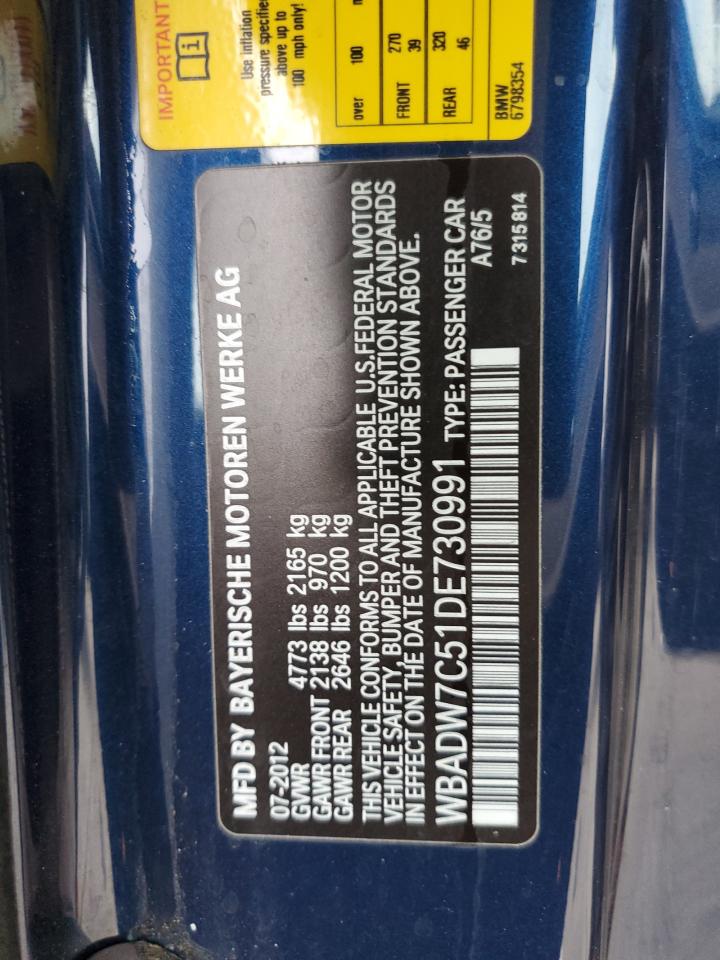 MFD BY BAYERISCHE MOTOREN WERKE AG
07-2012
GVWR 4773 lbs 2165 kg
GAWR FRONT 2138 lbs 970 kg
GAWR REAR 2646 lbs 1200 kg
THIS VEHICLE CONFORMS TO ALL APPLICABLE U.S.FEDERAL MOTOR
VEHICLE SAFETY, BUMPER AND THEFT PREVENTION STANDARDS
IN EFFECT ON THE DATE OF MANUFACTURE SHOWN ABOVE.
WBADW7C51DE730991 TYPE: PASSENGER CAR
A76/5
7315814
IMPORTANT
Use inflation
pressure specified
above up to
100 mph only!
over 100
FRONT 270
39
REAR 320
46
BMW
6798354